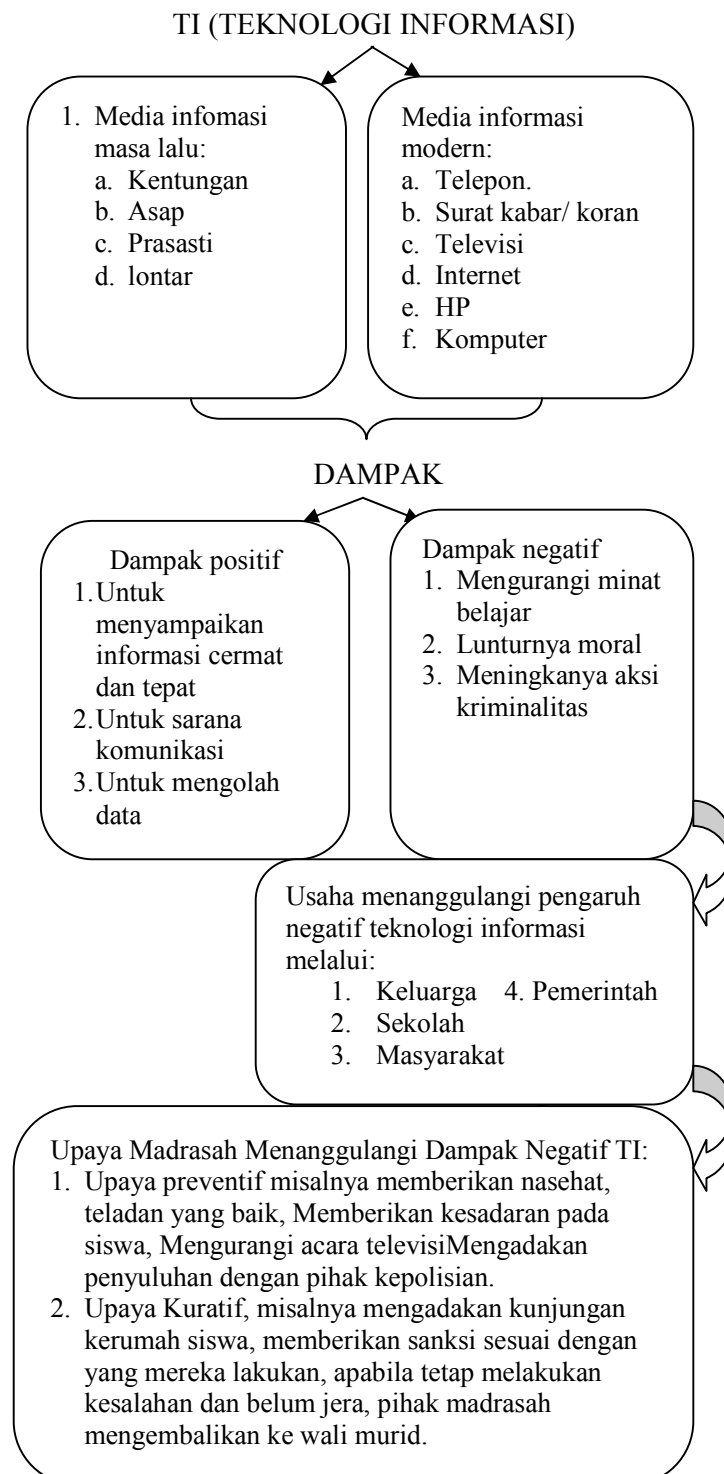 TI (TEKNOLOGI INFORMASI)
1. Media infomasi
masa lalu:
a. Kentungan
b. Asap
c. Prasasti
d. lontar
Media informasi
modern:
a. Telepon.
b. Surat kabar/ koran
c. Televisi
d. Internet
e. HP
f. Komputer
DAMPAK
Dampak positif
1.Untuk
menyampaikan
informasi cermat
dan tepat
2.Untuk sarana
komunikasi
3.Untuk mengolah
data
Dampak negatif
1. Mengurangi minat
belajar
2. Lunturnya moral
3. Meningkanya aksi
kriminalitas
Usaha menanggulangi pengaruh
negatif teknologi informasi
melalui:
1. Keluarga 4. Pemerintah
2. Sekolah
3. Masyarakat
Upaya Madrasah Menanggulangi Dampak Negatif TI:
1. Upaya preventif misalnya memberikan nasehat,
teladan yang baik, Memberikan kesadaran pada
siswa, Mengurangi acara televisiMengadakan
penyuluhan dengan pihak kepolisian.
2. Upaya Kuratif, misalnya mengadakan kunjungan
kerumah siswa, memberikan sanksi sesuai dengan
yang mereka lakukan, apabila tetap melakukan
kesalahan dan belum jera, pihak madrasah
mengembalikan ke wali murid.